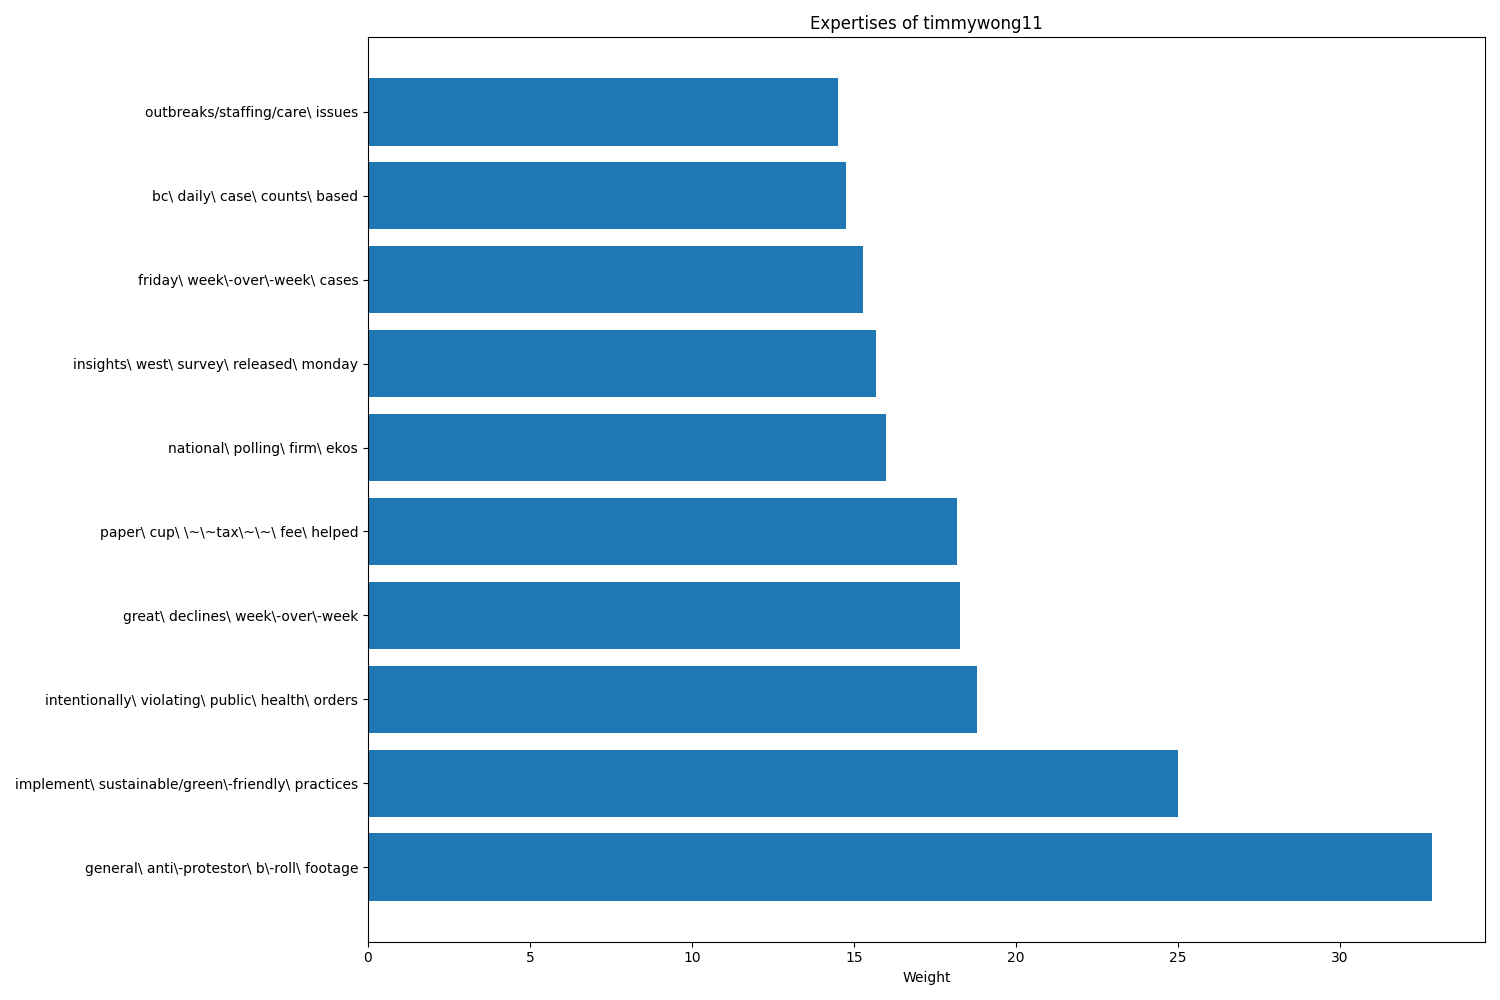 Expertises of timmywong11
outbreaks/staffing/care\ issues
bc\ daily\ case\ counts\ based
friday\ week\-over\-week\ cases
insights\ west\ survey\ released\ monday
national\ polling\ firm\ ekos
paper\ cup\ \~\~tax\~\~\ fee\ helped
great\ declines\ week\-over\-week
intentionally\ violating\ public\ health\ orders
implement\ sustainable/green\-friendly\ practices
general\ anti\-protestor\ b\-roll\ footage
0 5 10 15 20 25 30
Weight